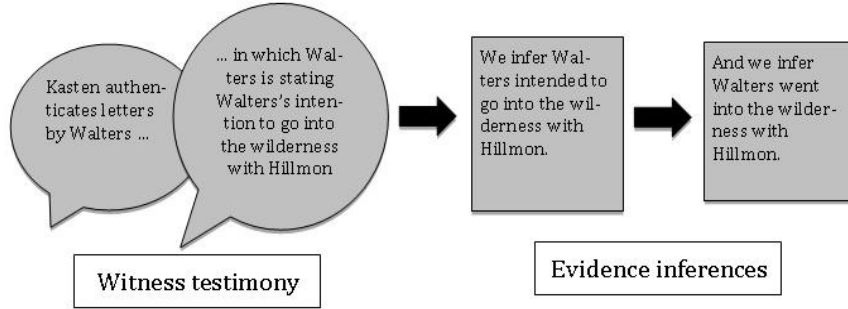 Kasten authen-
ticates letters
by Walters ...
... in which Wal-
ters is stating
Walters's inten-
tion to go into
the wilderness
with Hillmon
We infer Wal-
ters intended to
go into the wil-
derness with
Hillmon.
And we infer
Walters went
into the wilder-
ness with
Hillmon.
Witness testimony
Evidence inferences